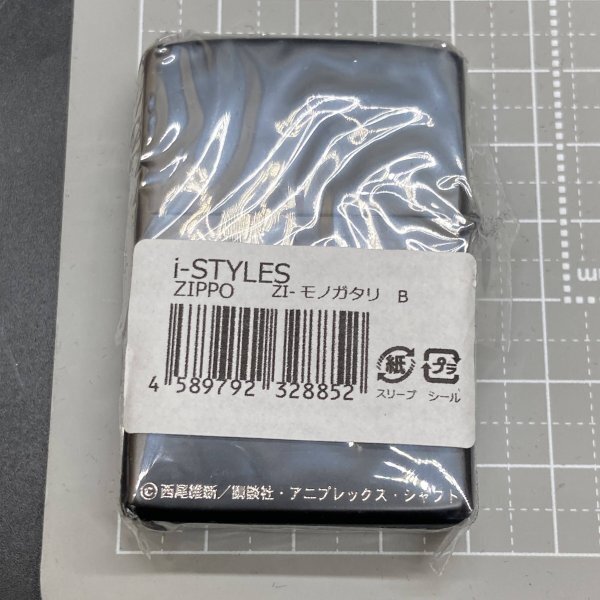 i-STYLES
ZIPPO ZI-モノガタリ B
4 589792 328852
紙 プラ
スリーブ シール
©西尾維新／講談社・アニプレックス・シャフト